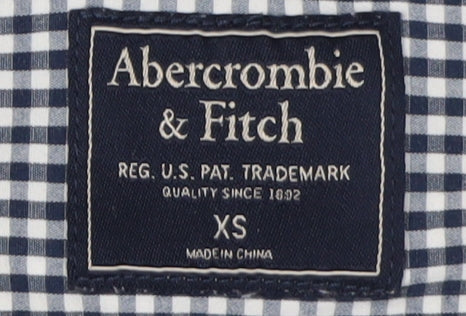 Abercrombie
& Fitch
REG. U.S. PAT. TRADEMARK
QUALITY SINCE 1892
XS
MADE IN CHINA